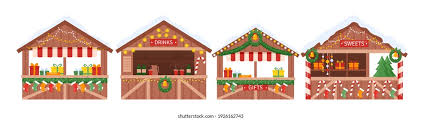 DRINKS
SWEETS
GIFTS
shutterstock.com · 1926162743